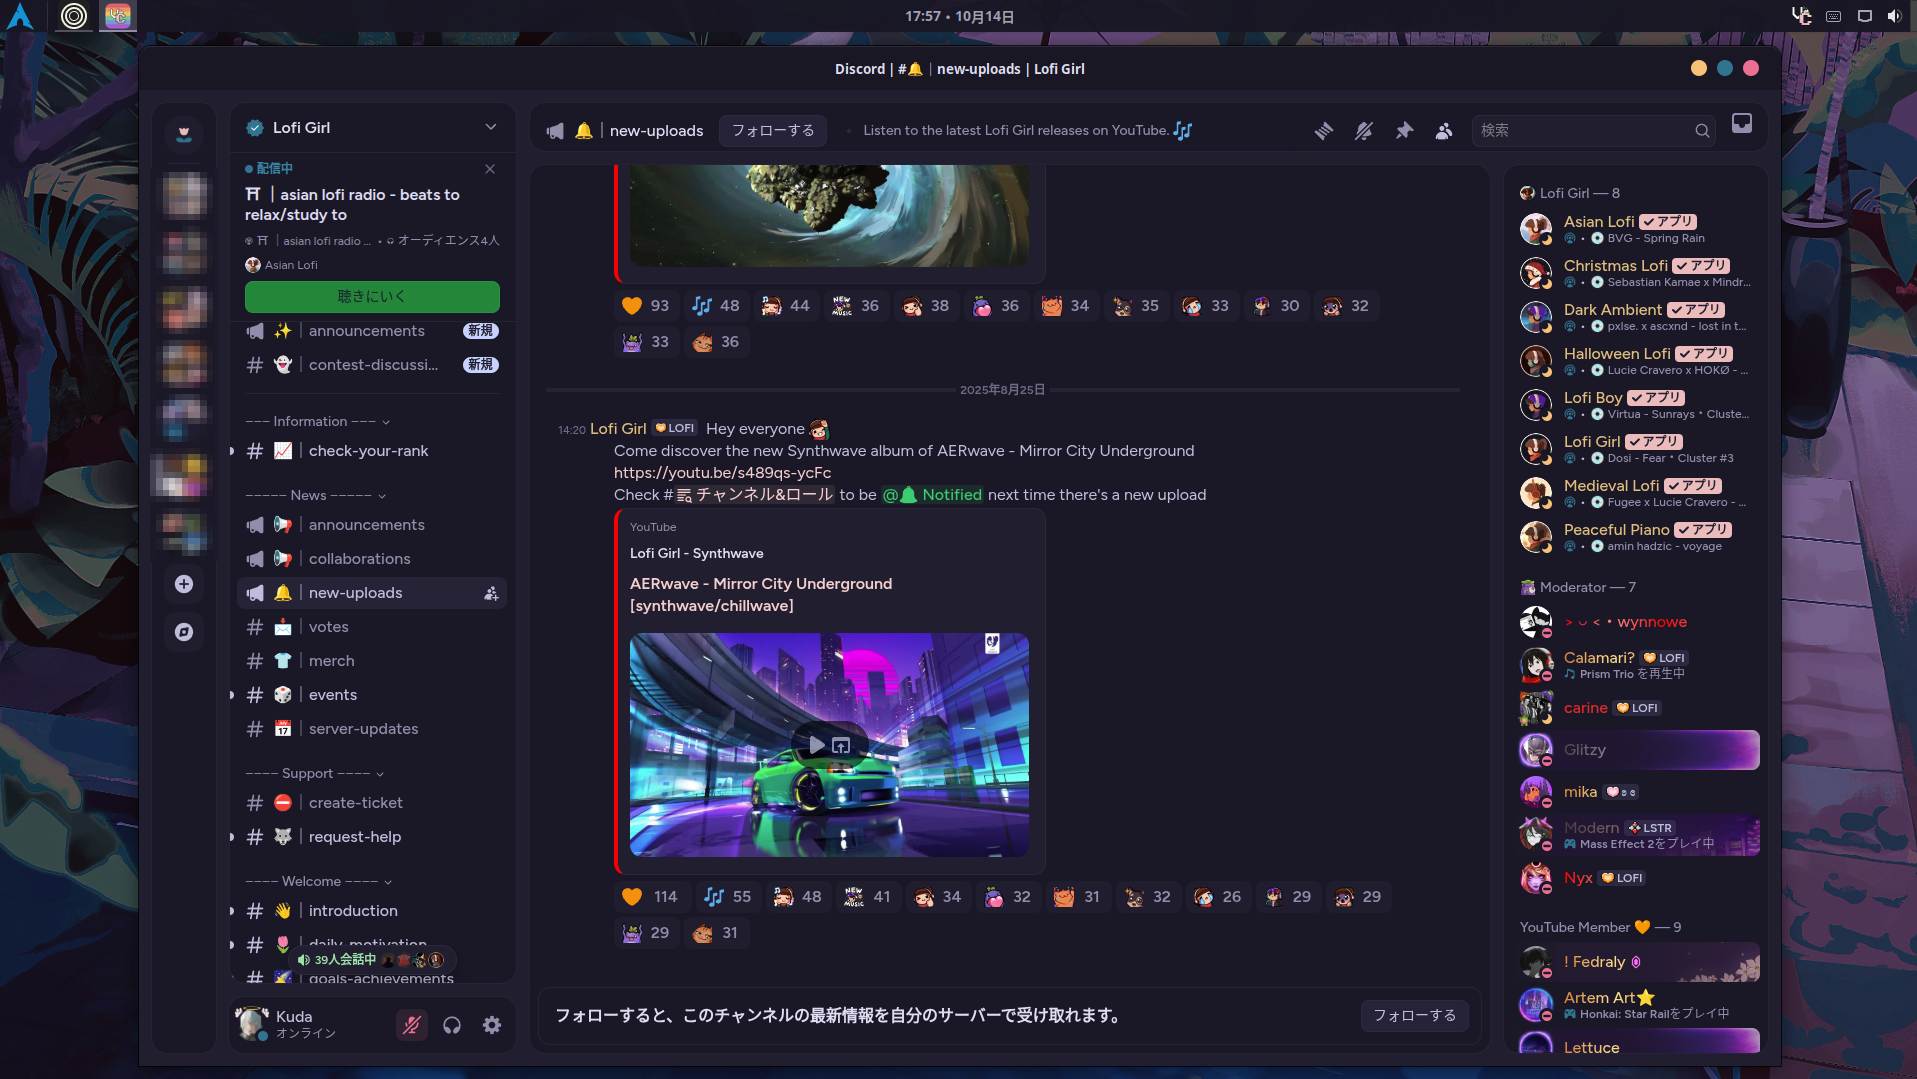 17:57 • 10月14日
Discord | #🔔 | new-uploads | Lofi Girl
Lofi Girl
配信中
⛩ | asian lofi radio - beats to
relax/study to
⛩ | asian lofi radio ... • オーディエンス4人
Asian Lofi
聴きにいく
📢 ✨ | announcements 新規
# 👻 | contest-discussi... 新規
--- Information ---
# 📈 | check-your-rank
----- News -----
📢 | announcements
📢 | collaborations
🔔 | new-uploads
# 📩 | votes
# 👕 | merch
# 🎲 | events
# 📅 | server-updates
---- Support ----
# ⛔ | create-ticket
# 🐺 | request-help
---- Welcome ----
# 👋 | introduction
# 🌷 | daily-motivation
39人会話中
# 🌠 | goals-achievements
Kuda
オンライン
🔔 | new-uploads フォローする • Listen to the latest Lofi Girl releases on YouTube. 🎶
検索
🧡 93 🎶 48 44 NEW MUSIC 36 38 36 34 35 33 30 32
33 36
2025年8月25日
14:20 Lofi Girl LOFI Hey everyone
Come discover the new Synthwave album of AERwave - Mirror City Underground
https://youtu.be/s489qs-ycFc
Check # チャンネル&ロール to be @🔔 Notified next time there's a new upload
YouTube
Lofi Girl - Synthwave
AERwave - Mirror City Underground
[synthwave/chillwave]
🧡 114 🎶 55 48 NEW MUSIC 41 34 32 31 32 26 29 29
29 31
フォローすると、このチャンネルの最新情報を自分のサーバーで受け取れます。 フォローする
Lofi Girl — 8
Asian Lofi ✓ アプリ
• BVG - Spring Rain
Christmas Lofi ✓ アプリ
• Sebastian Kamae x Mindr...
Dark Ambient ✓ アプリ
• pxlse. x ascxnd - lost in t...
Halloween Lofi ✓ アプリ
• Lucie Cravero x HOKØ - ...
Lofi Boy ✓ アプリ
• Virtua - Sunrays • Cluste...
Lofi Girl ✓ アプリ
• Dosi - Fear • Cluster #3
Medieval Lofi ✓ アプリ
• Fugee x Lucie Cravero - ...
Peaceful Piano ✓ アプリ
• amin hadzic - voyage
Moderator — 7
> ᴗ < • wynnowe
Calamari? LOFI
Prism Trio を再生中
carine LOFI
Glitzy
mika
Modern LSTR
Mass Effect 2をプレイ中
Nyx LOFI
YouTube Member 🧡 — 9
! Fedraly
Artem Art⭐
Honkai: Star Railをプレイ中
Lettuce